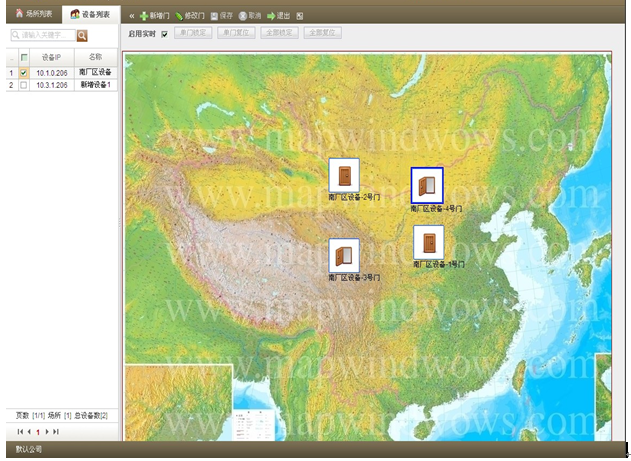 场所列表 设备列表 « 新增门 修改门 保存 取消 退出
请输入关键字... 启用实时 单门锁定 单门复位 全部锁定 全部复位
设备IP 名称
1 10.1.0.206 南厂区设备
2 10.3.1.206 新增设备1
www.mapwindwows.com
南厂区设备-2号门
南厂区设备-4号门
www.mapwindwows.com
南厂区设备-1号门
南厂区设备-3号门
www.mapwindwows.com
www.mapwindwows.com
www.mapwindwows.com
页数 [1/1] 场所 [1] 总设备数[2]
1
默认公司